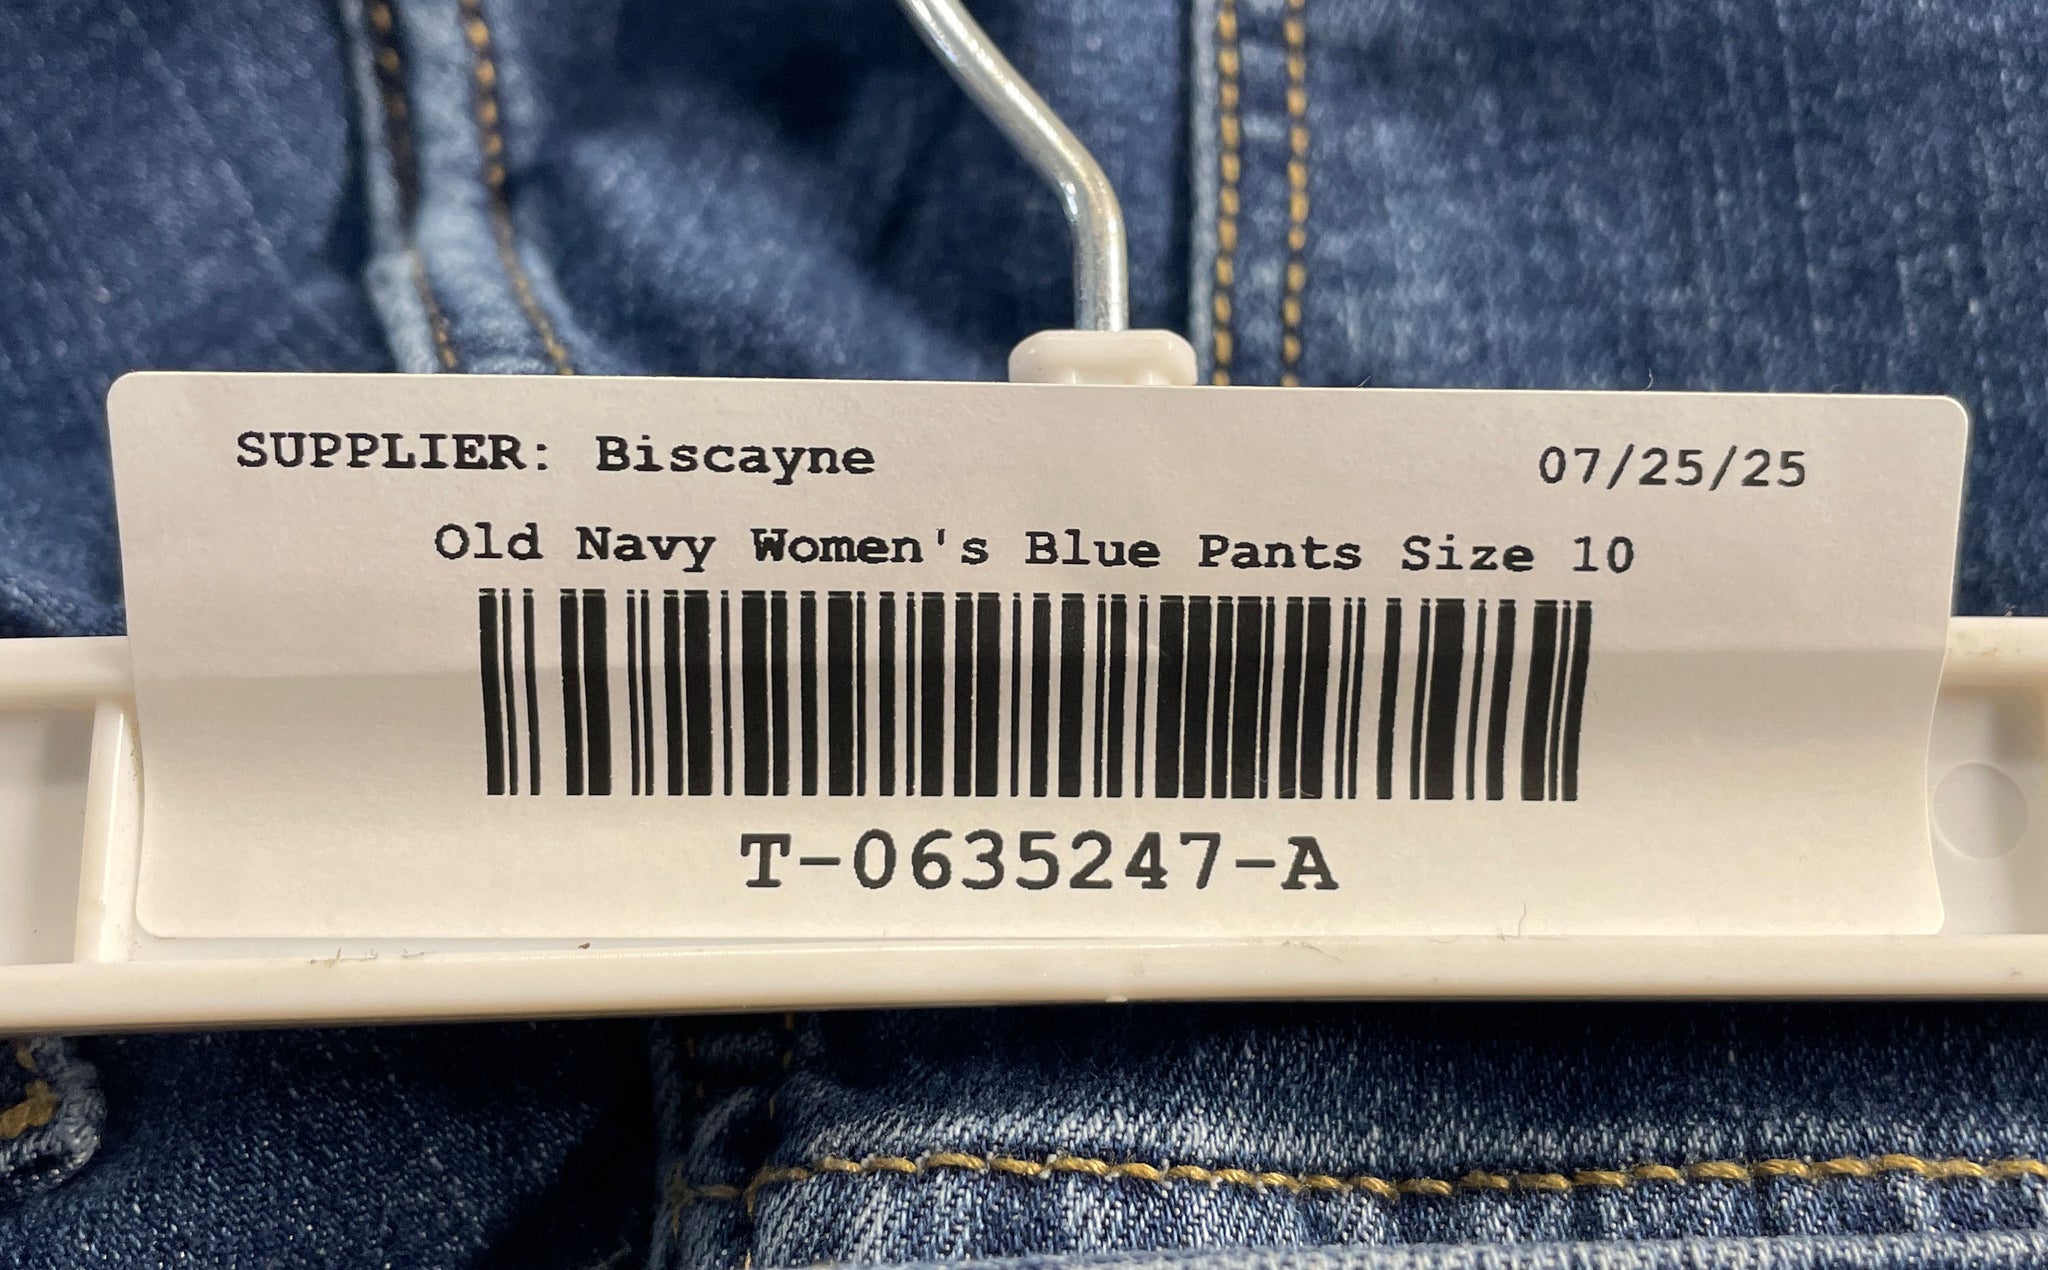 SUPPLIER: Biscayne 07/25/25
Old Navy Women's Blue Pants Size 10
T-0635247-A